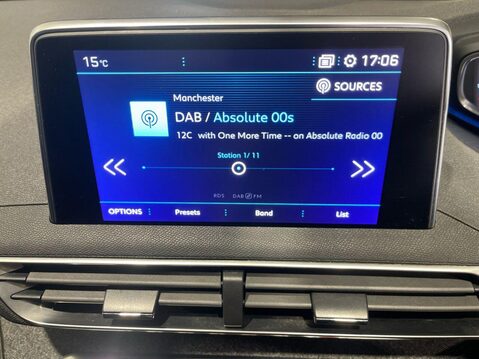 15°C
17:06
SOURCES
Manchester
DAB / Absolute 00s
12C with One More Time -- on Absolute Radio 00
Station 1/ 11
RDS DAB FM
OPTIONS Presets Band List